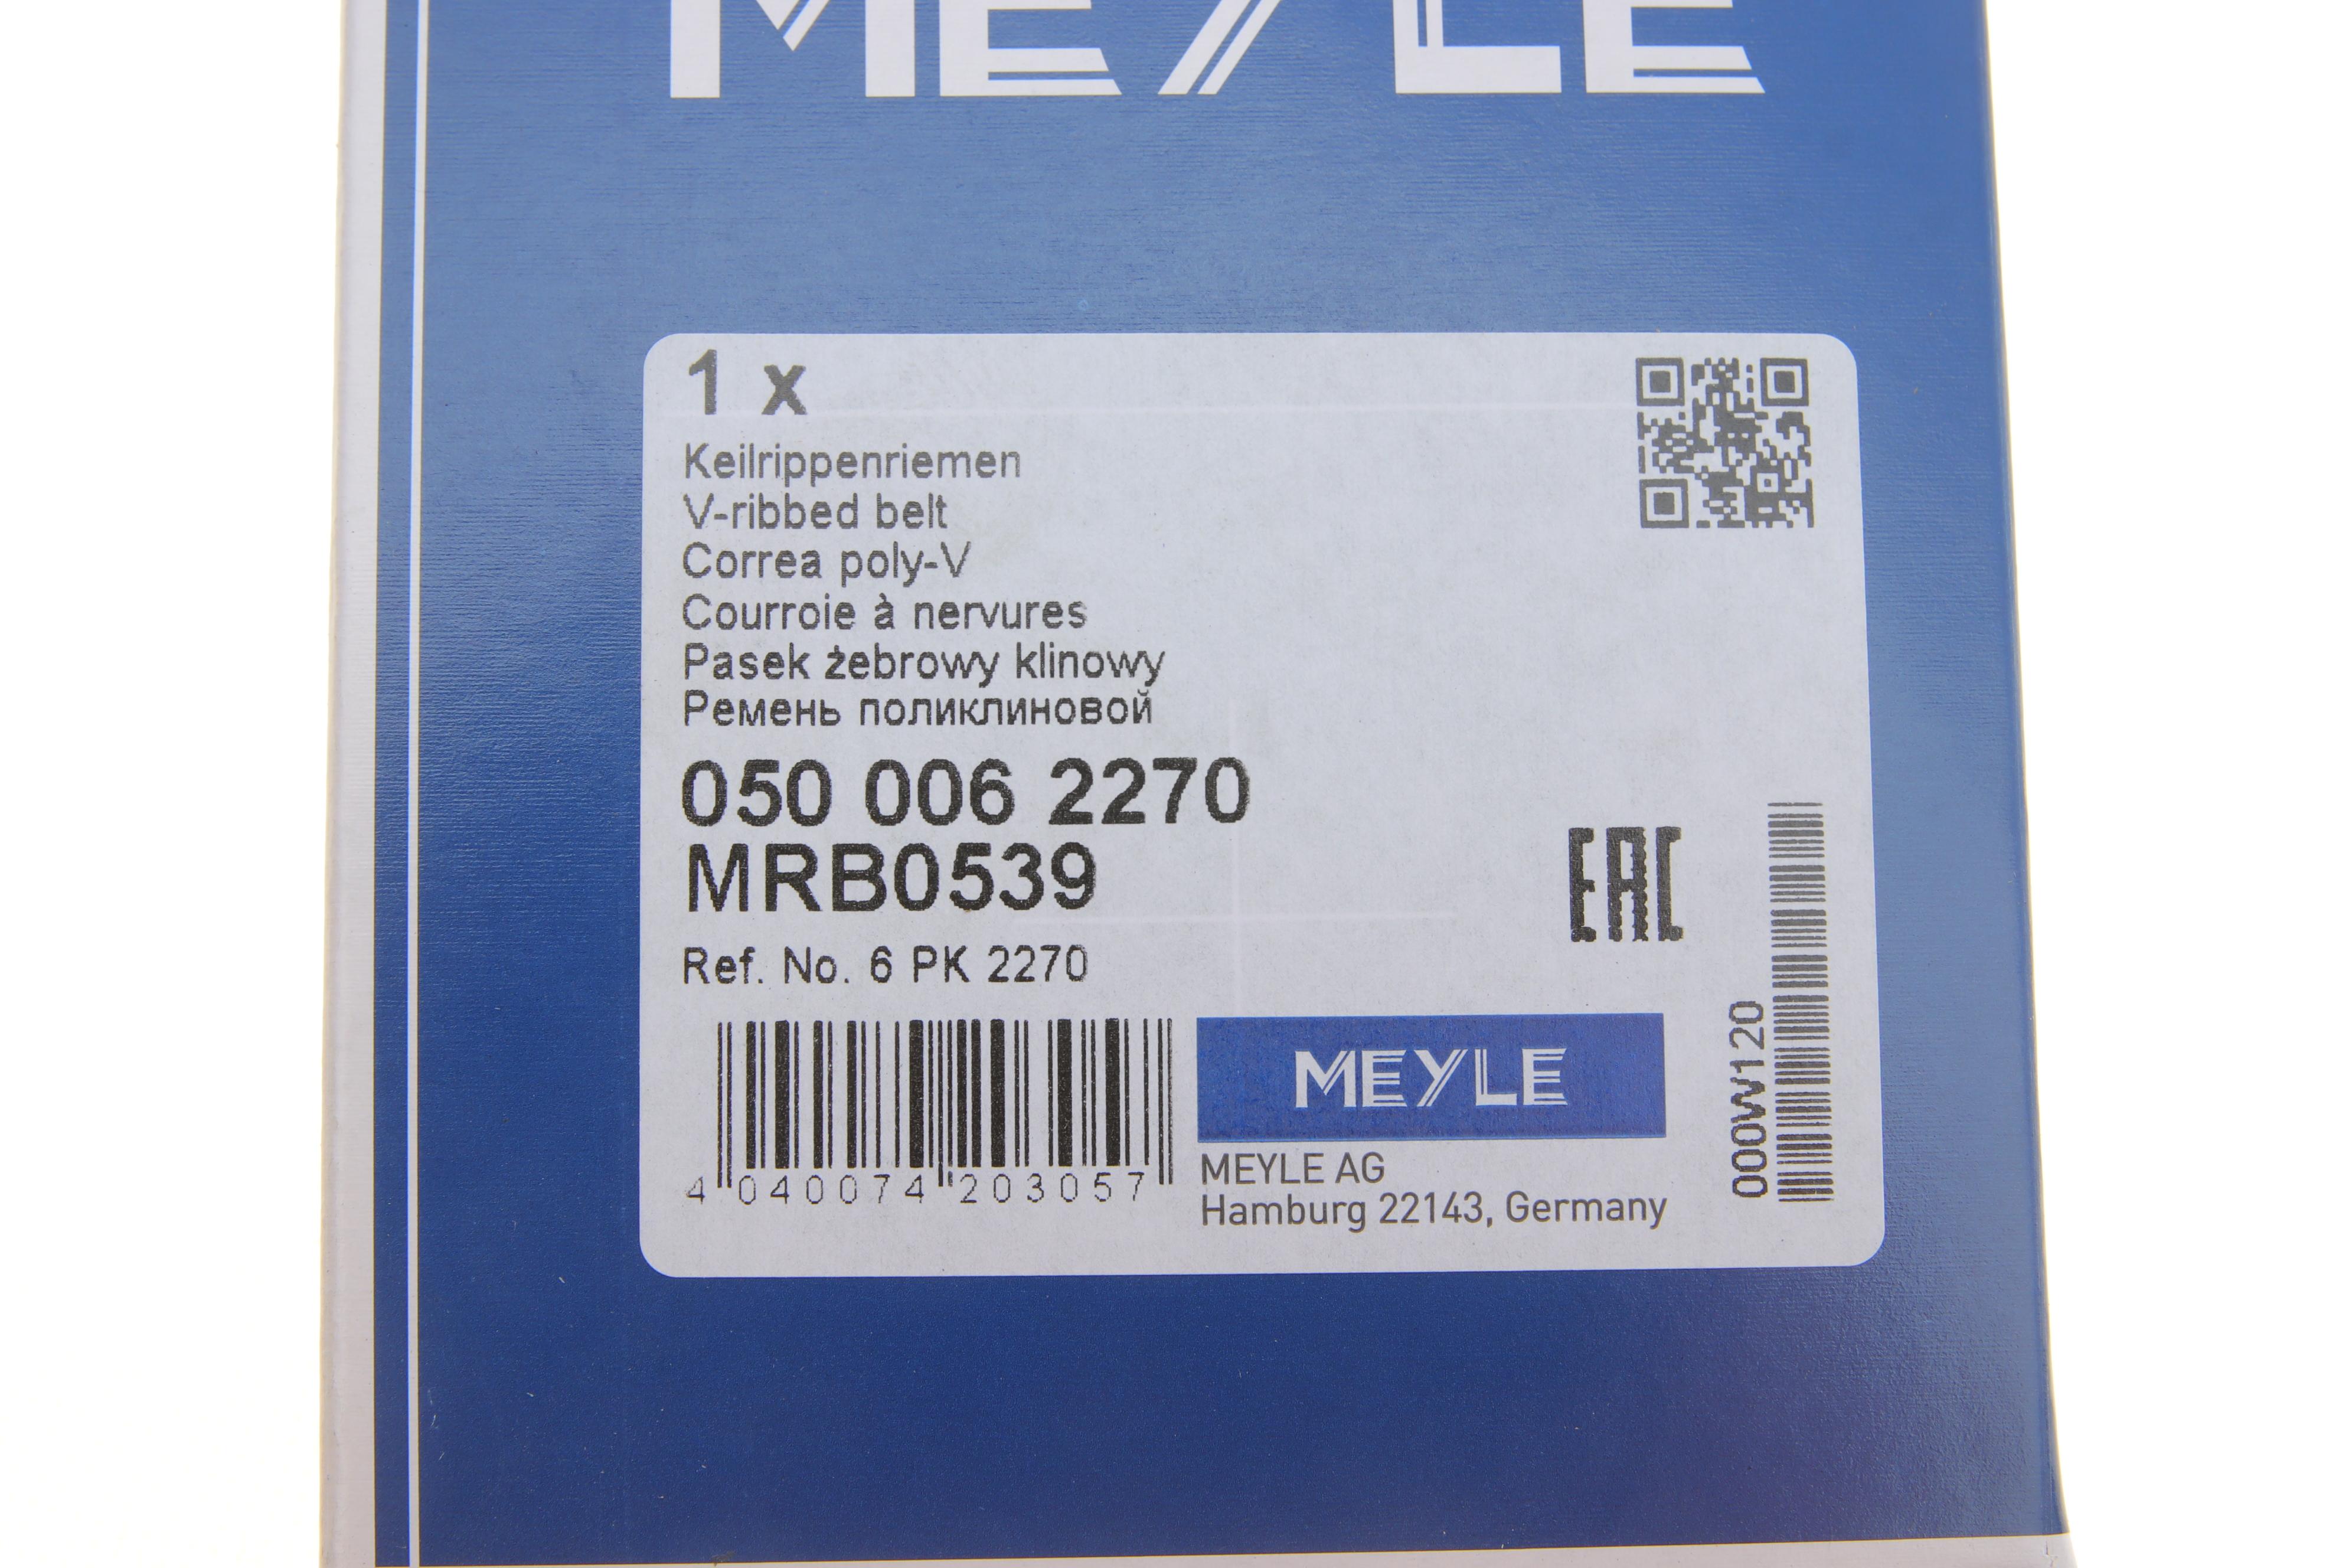 MEYLE
1 x
Keilrippenriemen
V-ribbed belt
Correa poly-V
Courroie à nervures
Pasek żebrowy klinowy
Ремень поликлиновой
050 006 2270
MRB0539
EAC
Ref. No. 6 PK 2270
MEYLE
4 040074 203057
MEYLE AG
Hamburg 22143, Germany
000W120